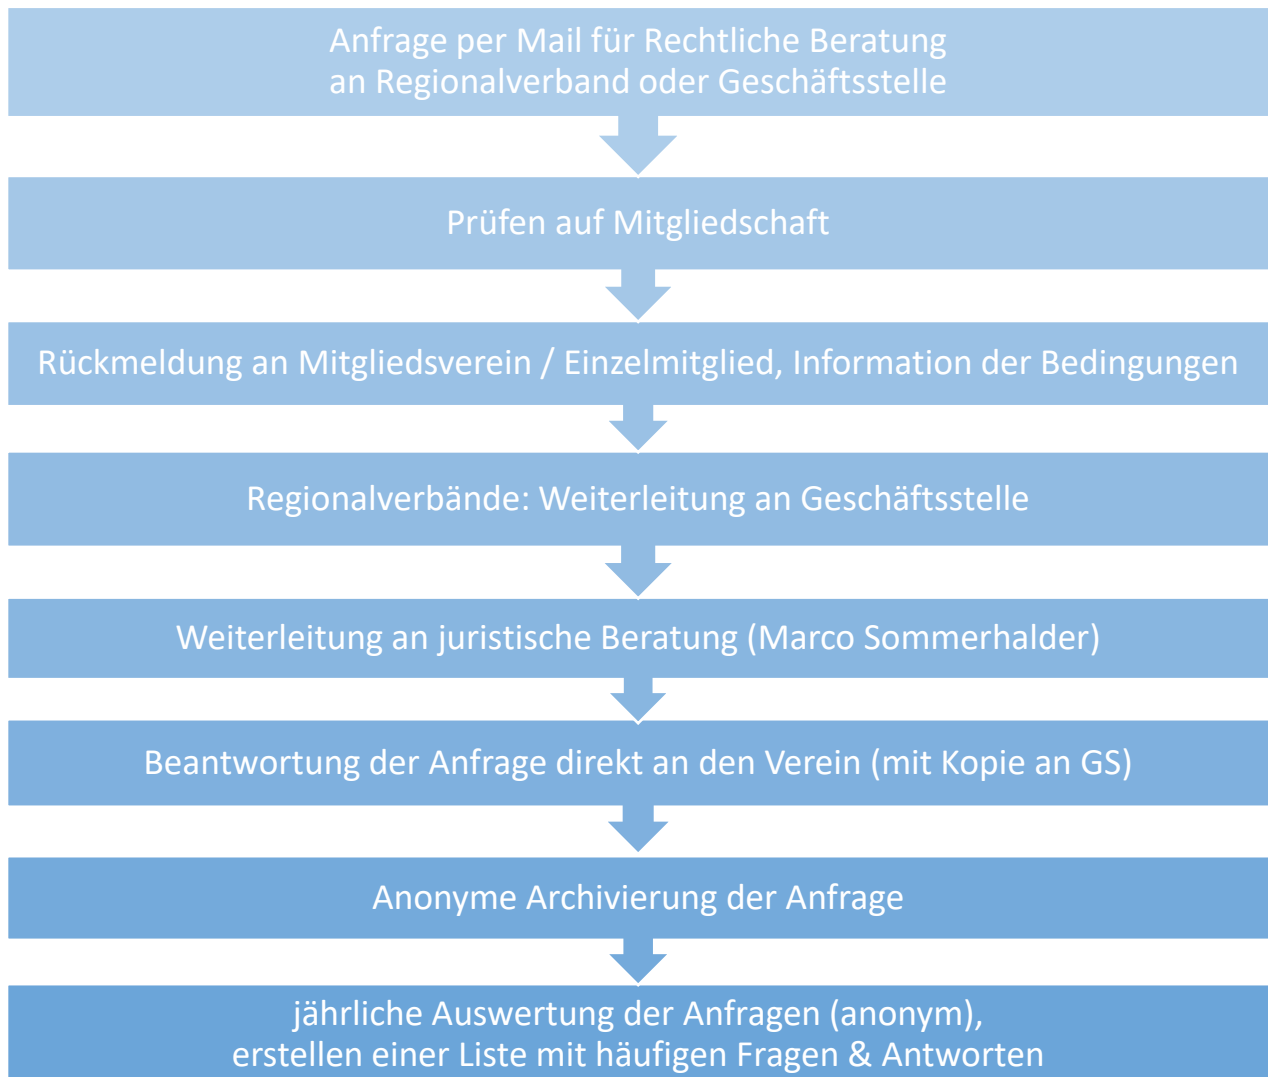 Anfrage per Mail für Rechtliche Beratung
an Regionalverband oder Geschäftsstelle
Prüfen auf Mitgliedschaft
Rückmeldung an Mitgliedsverein / Einzelmitglied, Information der Bedingungen
Regionalverbände: Weiterleitung an Geschäftsstelle
Weiterleitung an juristische Beratung (Marco Sommerhalder)
Beantwortung der Anfrage direkt an den Verein (mit Kopie an GS)
Anonyme Archivierung der Anfrage
jährliche Auswertung der Anfragen (anonym),
erstellen einer Liste mit häufigen Fragen & Antworten